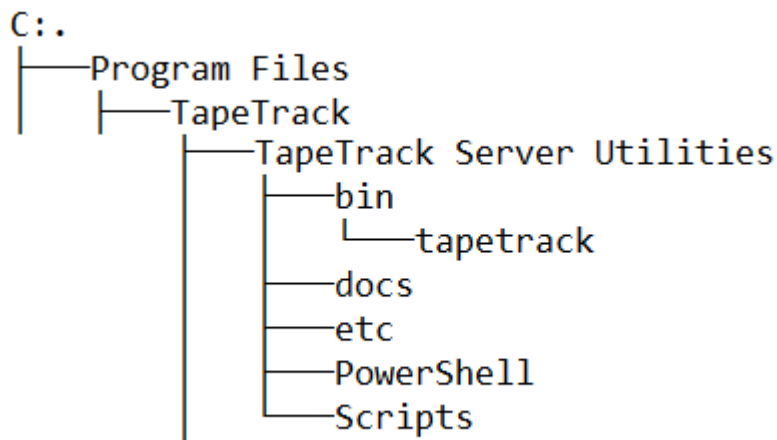 C:.
Program Files
TapeTrack
TapeTrack Server Utilities
bin
tapetrack
docs
etc
PowerShell
Scripts